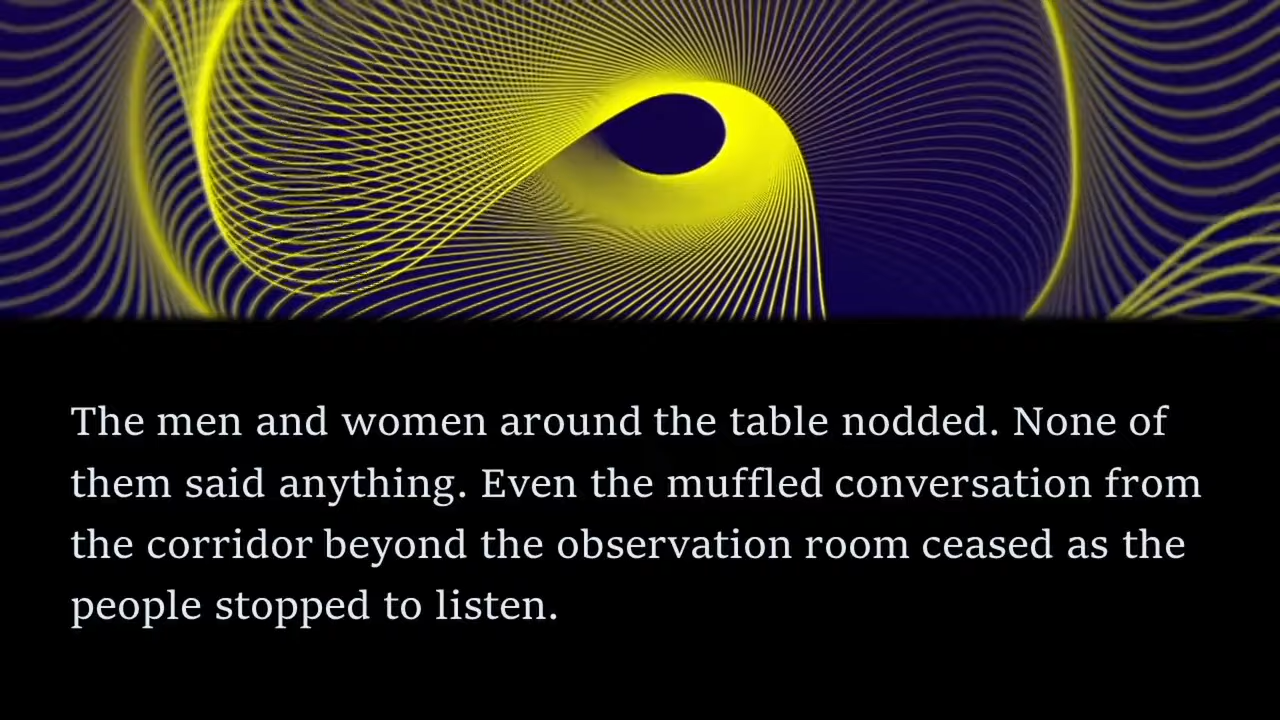 The men and women around the table nodded. None of
them said anything. Even the muffled conversation from
the corridor beyond the observation room ceased as the
people stopped to listen.